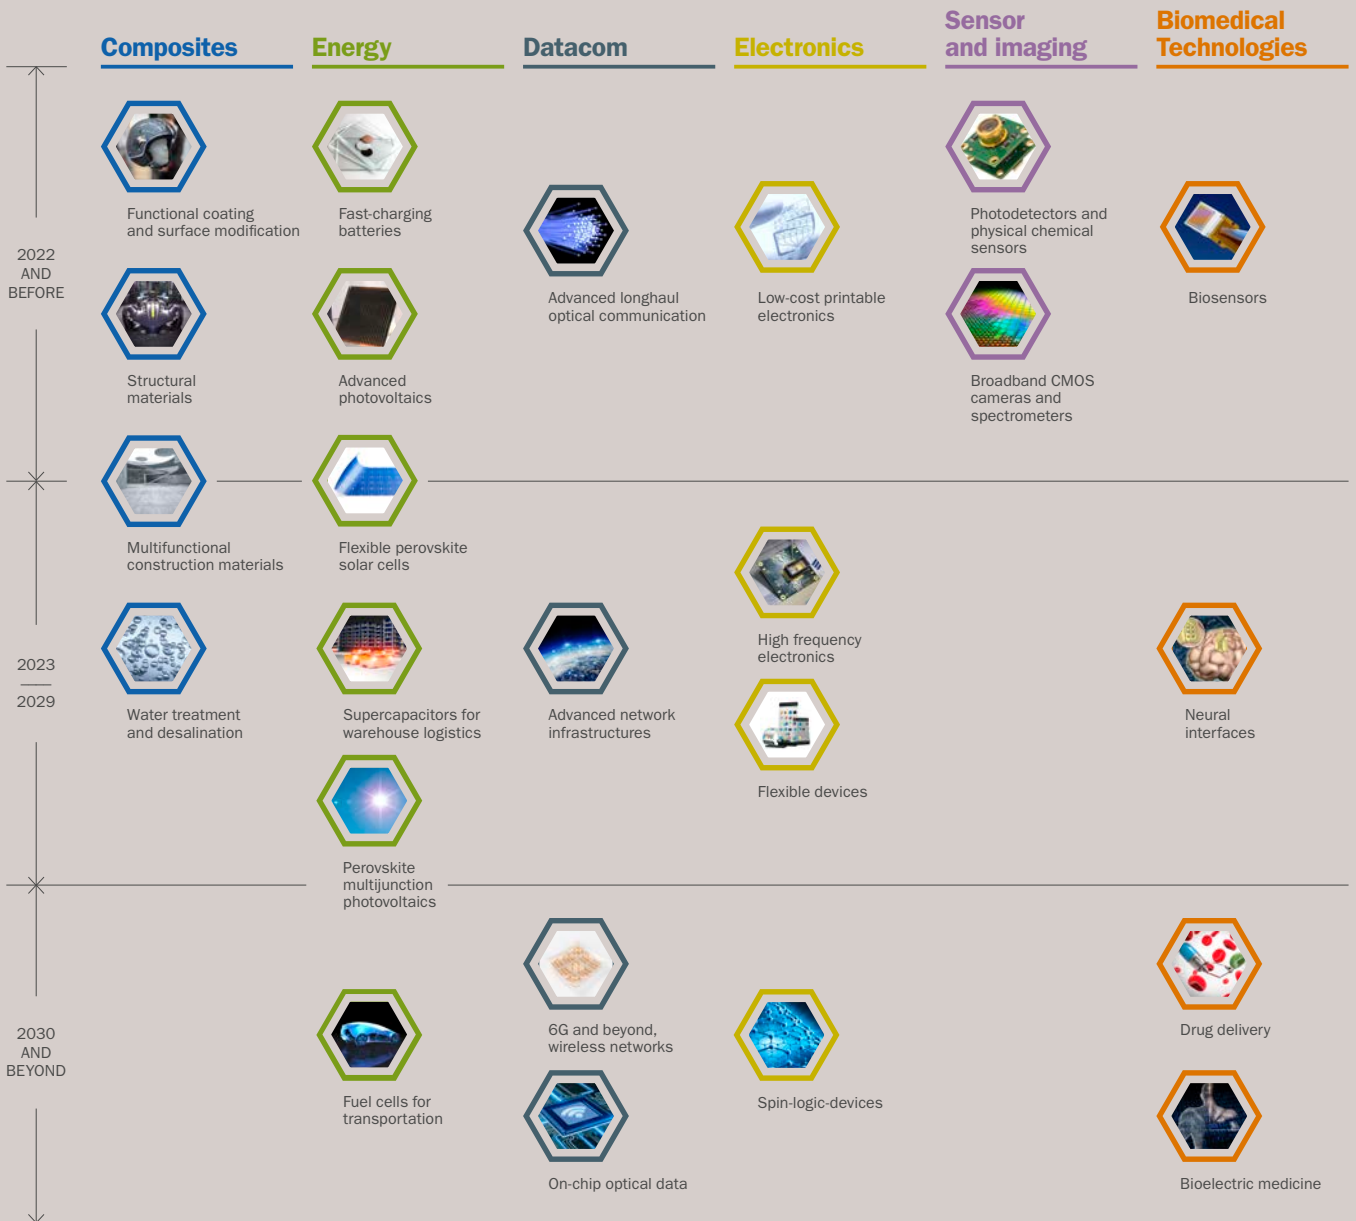 Composites
Energy
Datacom
Electronics
Sensor
and imaging
Biomedical
Technologies
2022
AND
BEFORE
Functional coating
and surface modification
Fast-charging
batteries
Advanced longhaul
optical communication
Low-cost printable
electronics
Photodetectors and
physical chemical
sensors
Biosensors
Structural
materials
Advanced
photovoltaics
Broadband CMOS
cameras and
spectrometers
Multifunctional
construction materials
Flexible perovskite
solar cells
2023
2029
High frequency
electronics
Water treatment
and desalination
Supercapacitors for
warehouse logistics
Advanced network
infrastructures
Neural
interfaces
Flexible devices
Perovskite
multijunction
photovoltaics
2030
AND
BEYOND
6G and beyond,
wireless networks
Drug delivery
Fuel cells for
transportation
Spin-logic-devices
On-chip optical data
Bioelectric medicine